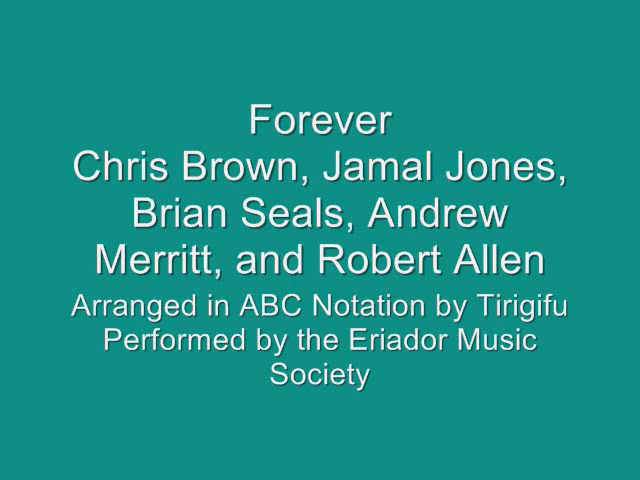 Forever
Chris Brown, Jamal Jones,
Brian Seals, Andrew
Merritt, and Robert Allen
Arranged in ABC Notation by Tirigifu
Performed by the Eriador Music
Society